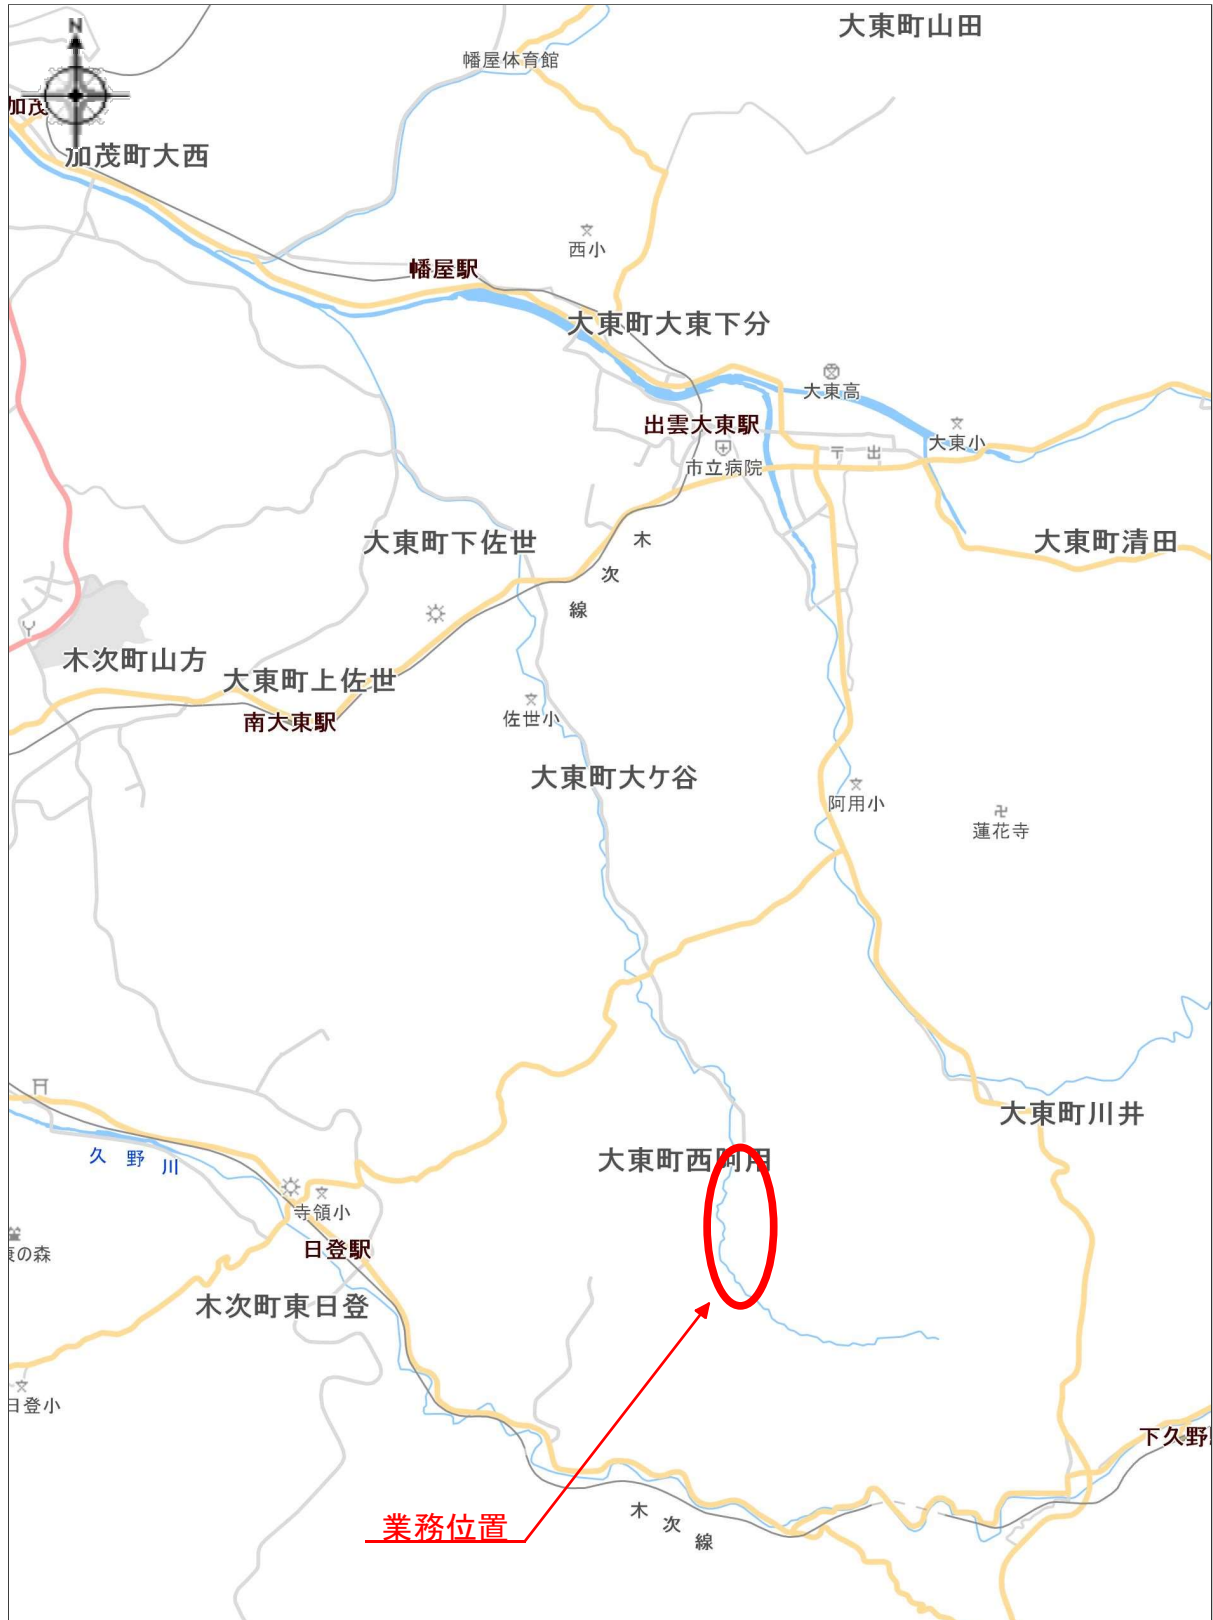 大東町山田
N
幡屋体育館
加茂
加茂町大西
西小
幡屋駅
大東町大東下分
大東高
出雲大東駅
大東小
市立病院
〒 出
大東町下佐世
木次線
大東町清田
木次町山方
大東町上佐世
佐世小
南大東駅
大東町大ケ谷
阿用小
蓮花寺
大東町川井
久野川
大東町西阿用
寺領小
日登駅
の森
木次町東日登
日登小
下久野
業務位置
木次線